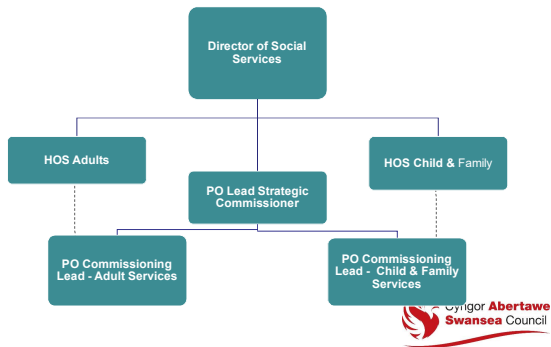 Director of Social
Services
HOS Adults
HOS Child & Family
PO Lead Strategic
Commissioner
PO Commissioning
Lead - Adult Services
PO Commissioning
Lead -  Child & Family
Services
Cyngor Abertawe
Swansea Council